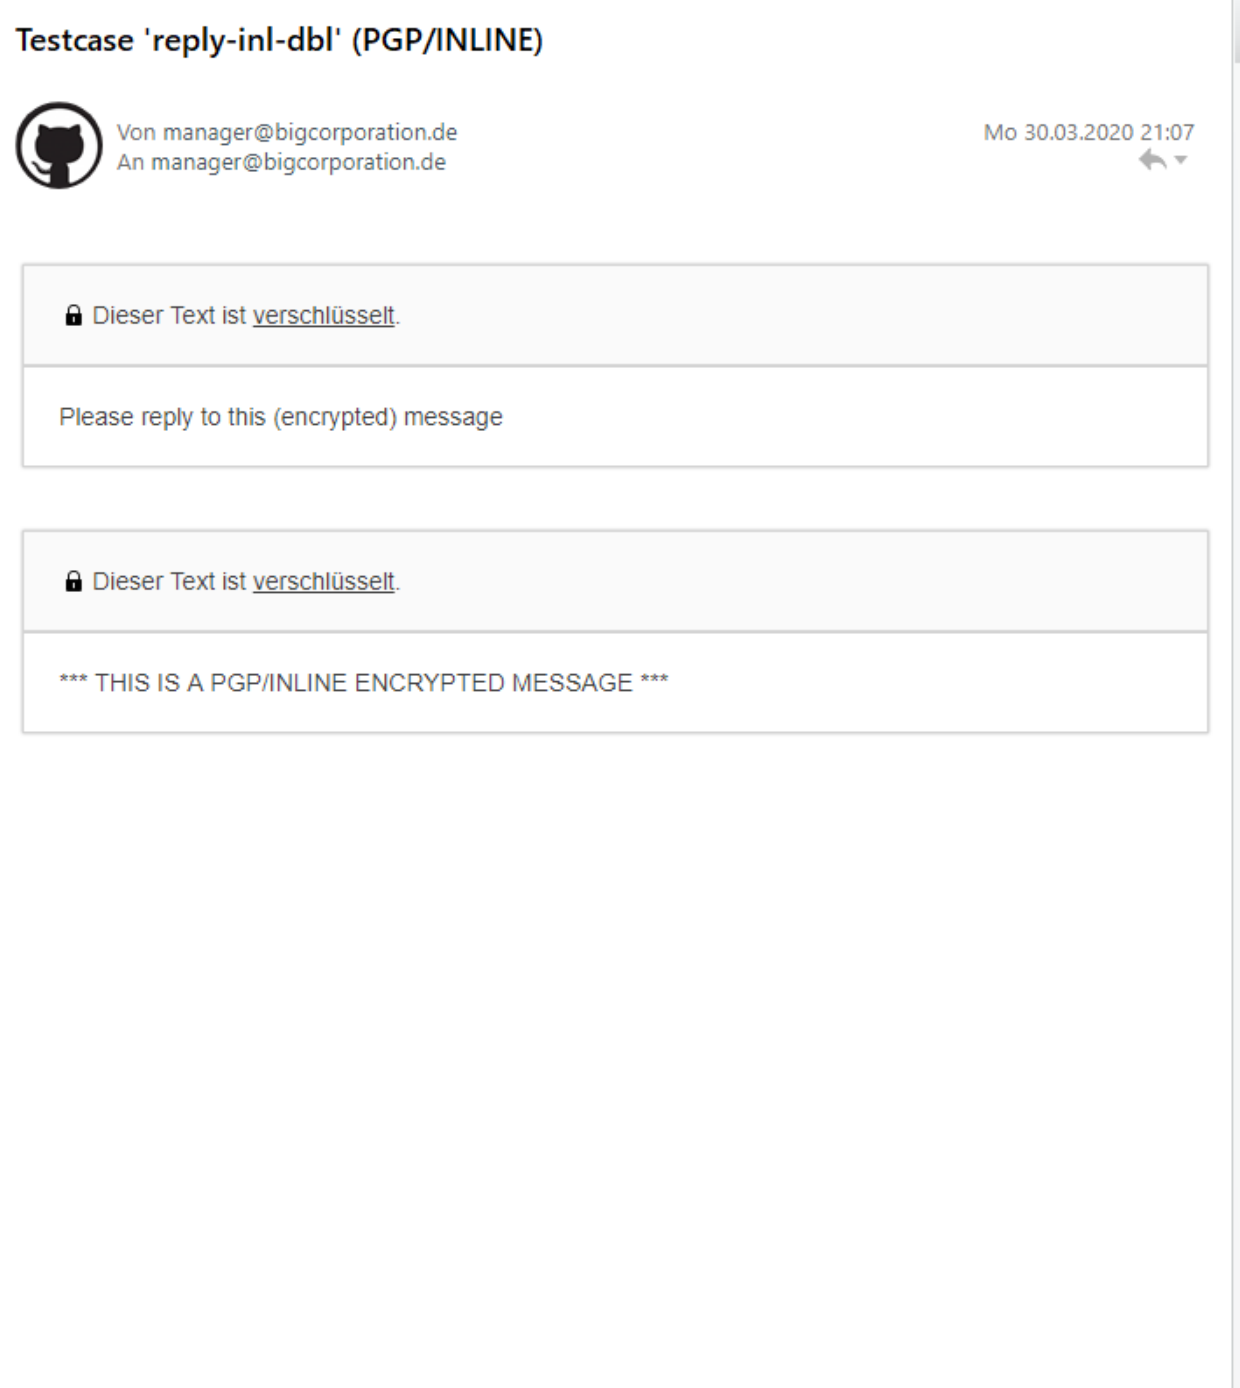 Testcase 'reply-inl-dbl' (PGP/INLINE)
Von manager@bigcorporation.de
Mo 30.03.2020 21:07
An manager@bigcorporation.de
Dieser Text ist verschlüsselt.
Please reply to this (encrypted) message
Dieser Text ist verschlüsselt.
*** THIS IS A PGP/INLINE ENCRYPTED MESSAGE ***